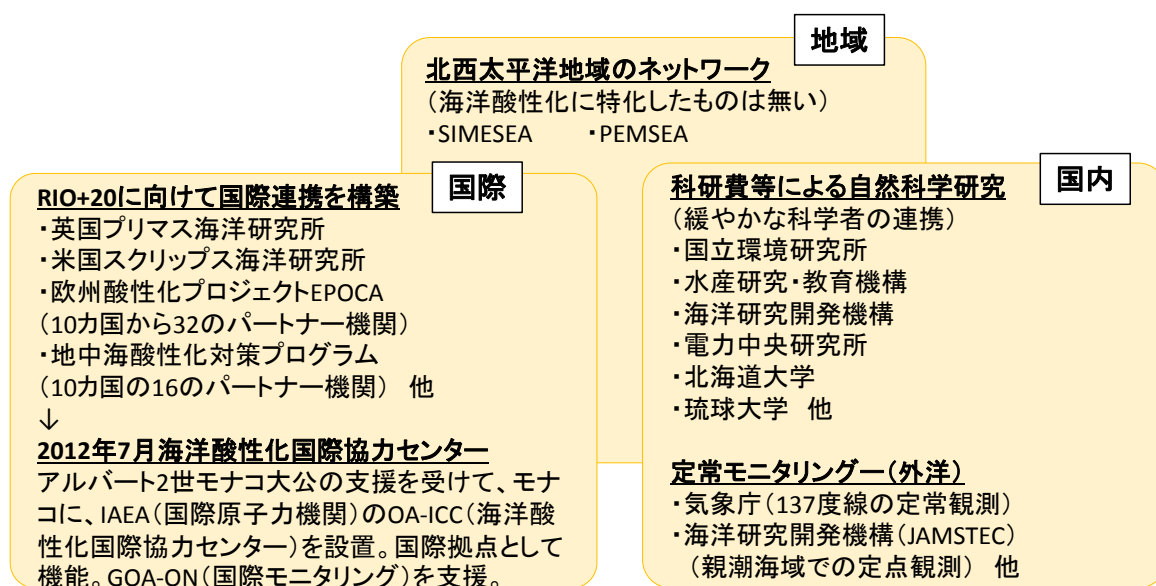 地域
北西太平洋地域のネットワーク
(海洋酸性化に特化したものは無い)
・SIMESEA ・PEMSEA
国際
RIO+20に向けて国際連携を構築
・英国プリマス海洋研究所
・米国スクリップス海洋研究所
・欧州酸性化プロジェクトEPOCA
(10カ国から32のパートナー機関)
・地中海酸性化対策プログラム
(10カ国の16のパートナー機関) 他
↓
2012年7月海洋酸性化国際協力センター
アルバート2世モナコ大公の支援を受けて、モナ
コに、IAEA(国際原子力機関)のOA-ICC(海洋酸
性化国際協力センター)を設置。国際拠点として
機能。GOA-ON(国際モニタリング)を支援。
国内
科研費等による自然科学研究
(緩やかな科学者の連携)
・国立環境研究所
・水産研究・教育機構
・海洋研究開発機構
・電力中央研究所
・北海道大学
・琉球大学 他
定常モニタリングー(外洋)
・気象庁(137度線の定常観測)
・海洋研究開発機構(JAMSTEC)
(親潮海域での定点観測) 他